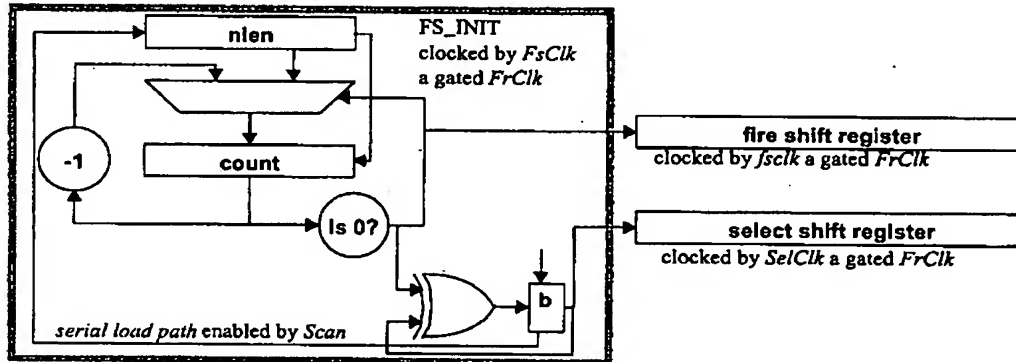 nlen
FS_INIT
clocked by FsClk
a gated FrClk
-1
count
Is 0?
fire shift register
clocked by fsclk a gated FrClk
select shift register
clocked by SelClk a gated FrClk
b
serial load path enabled by Scan